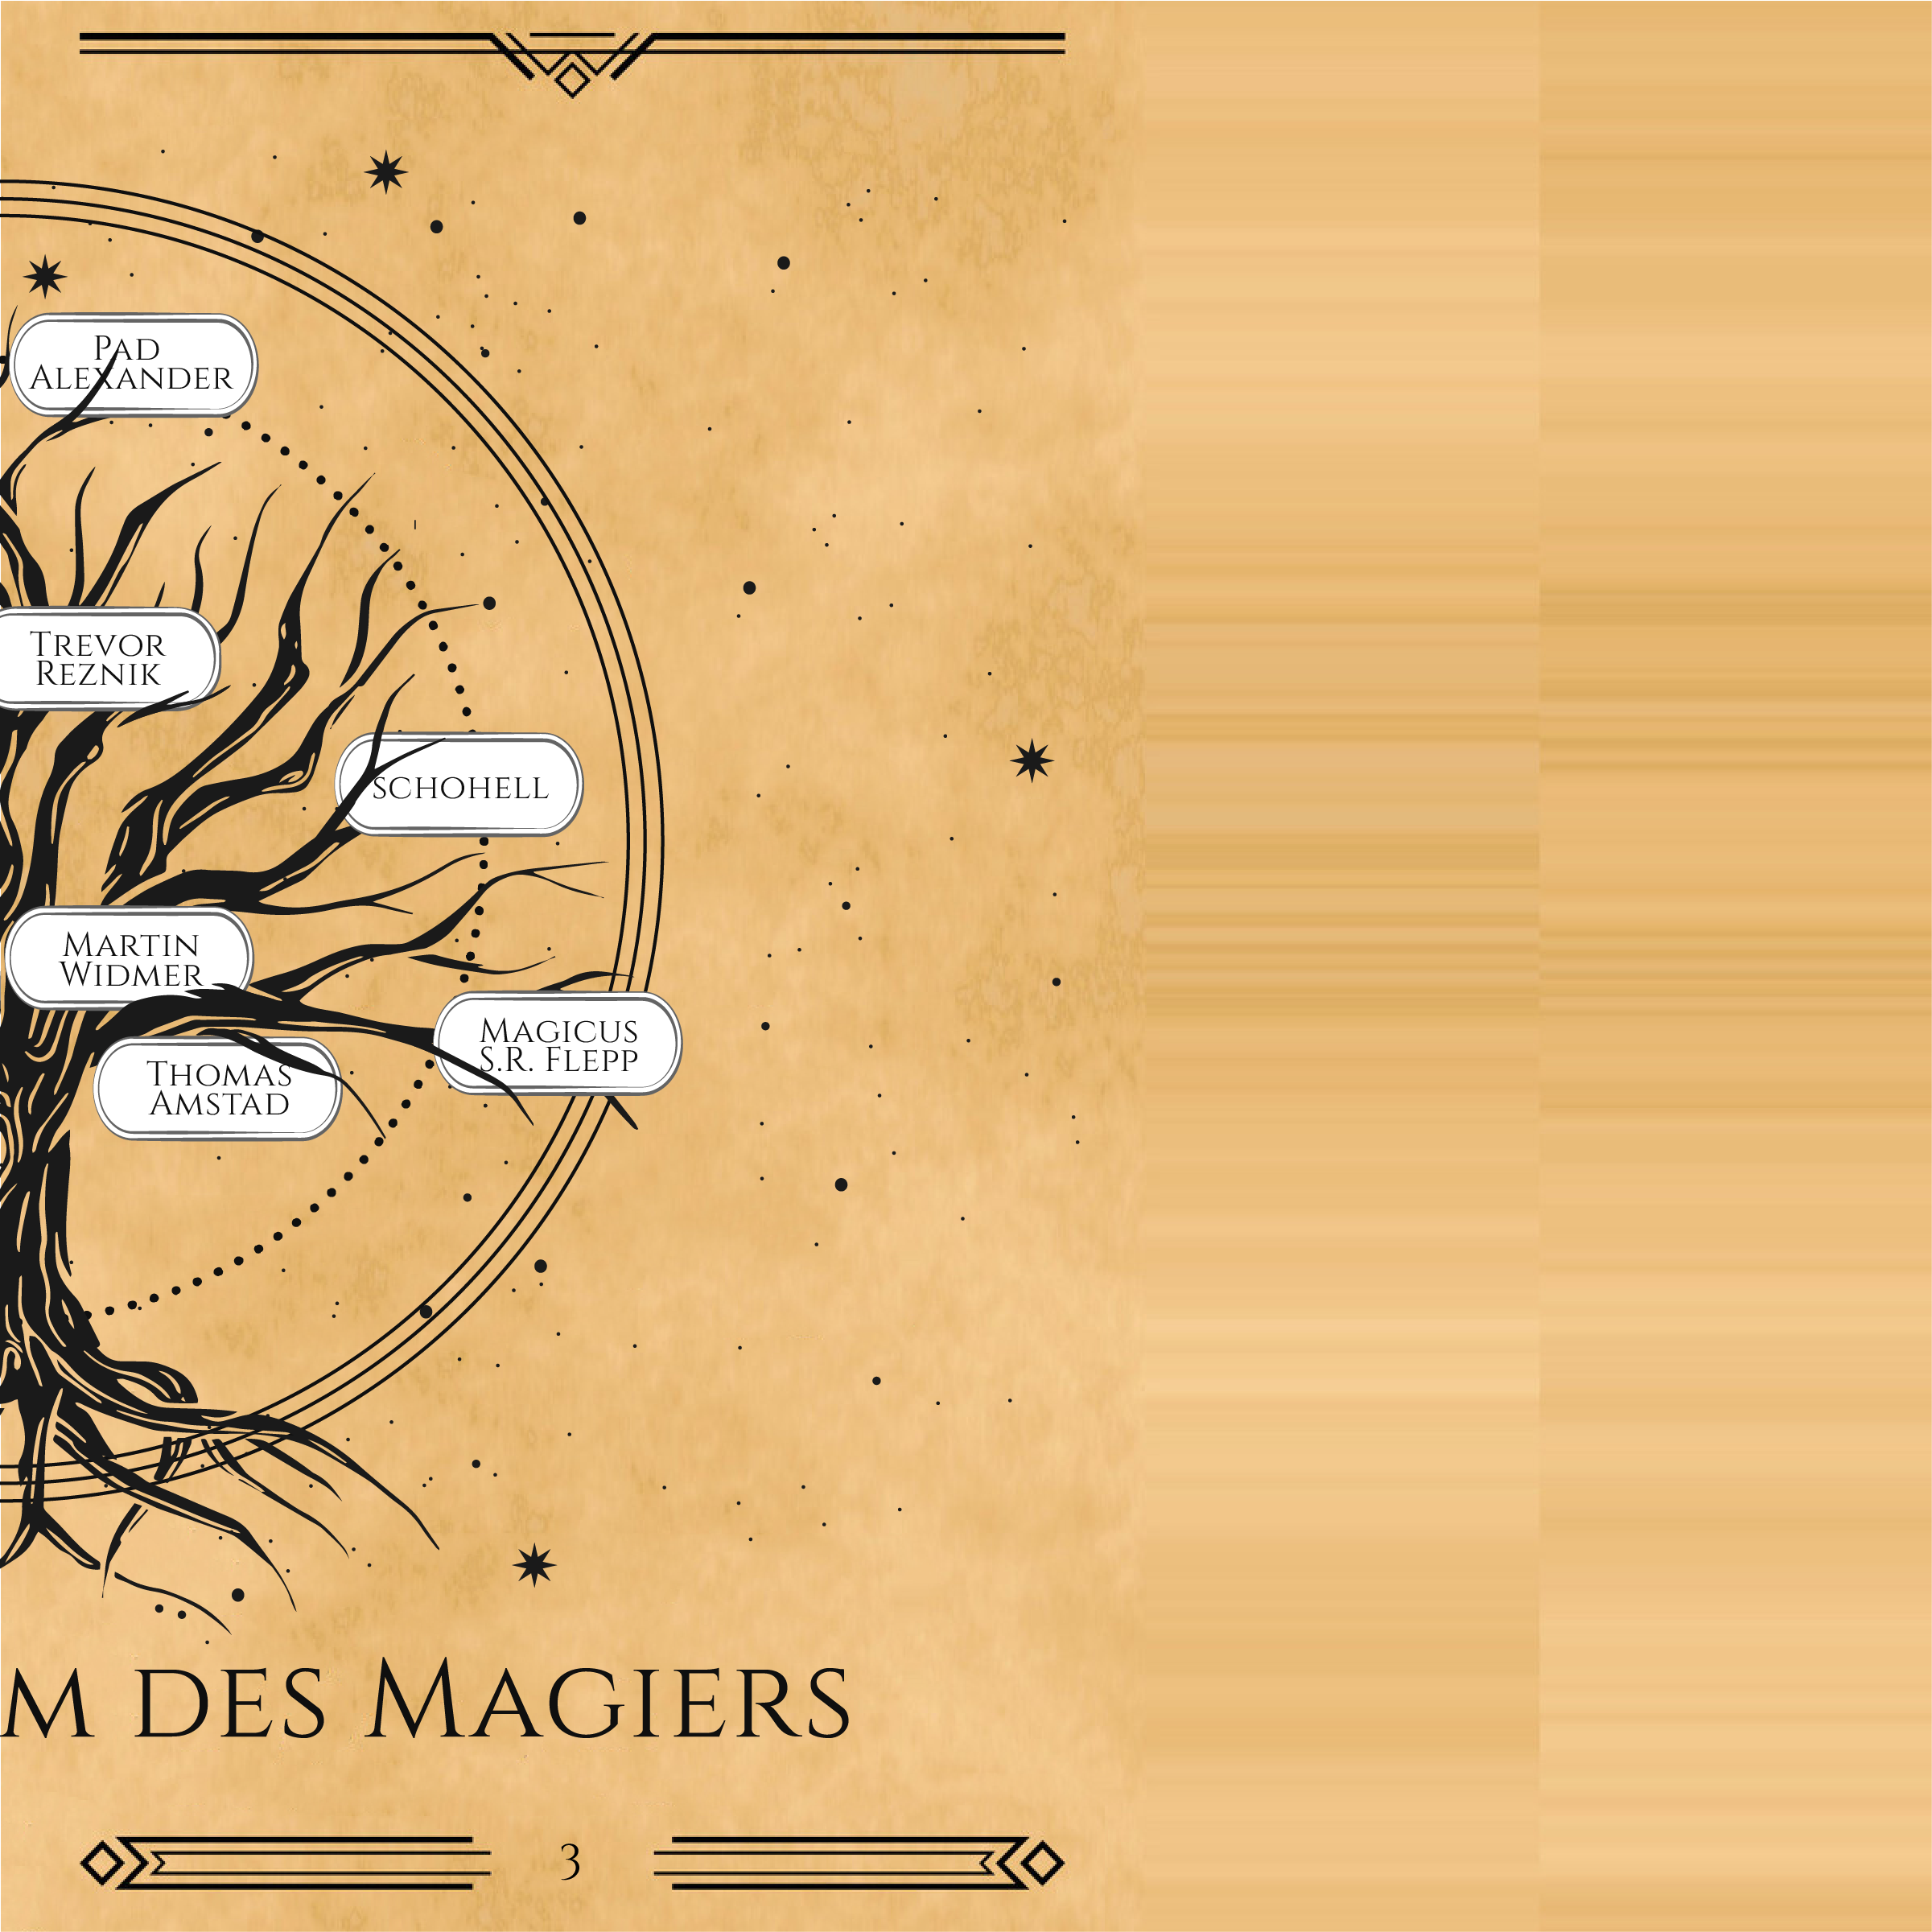 Pad
Alexander
Trevor
Reznik
schohell
Martin
Widmer
Magicus
S.R. Flepp
Thomas
Amstad
m des Magiers
3